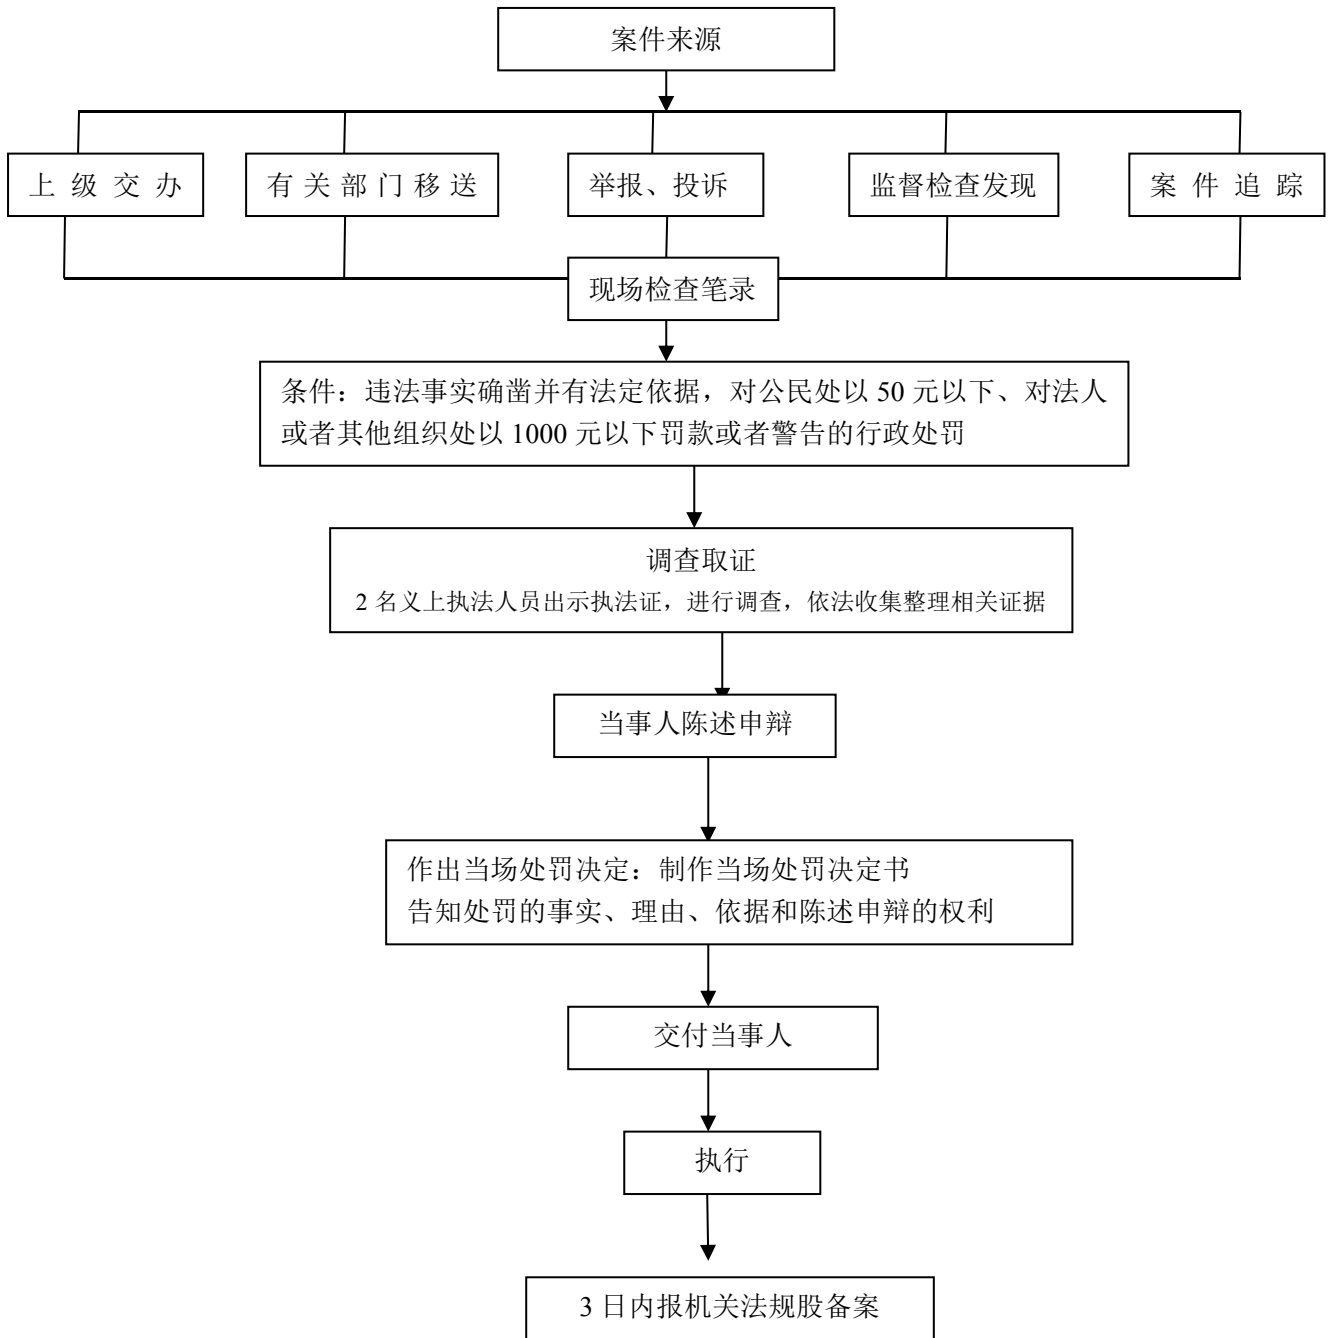 案件来源
上级交办
有关部门移送
举报、投诉
监督检查发现
案件追踪
现场检查笔录
条件：违法事实确凿并有法定依据，对公民处以 50 元以下、对法人
或者其他组织处以 1000 元以下罚款或者警告的行政处罚
调查取证
2 名义上执法人员出示执法证，进行调查，依法收集整理相关证据
当事人陈述申辩
作出当场处罚决定：制作当场处罚决定书
告知处罚的事实、理由、依据和陈述申辩的权利
交付当事人
执行
3 日内报机关法规股备案